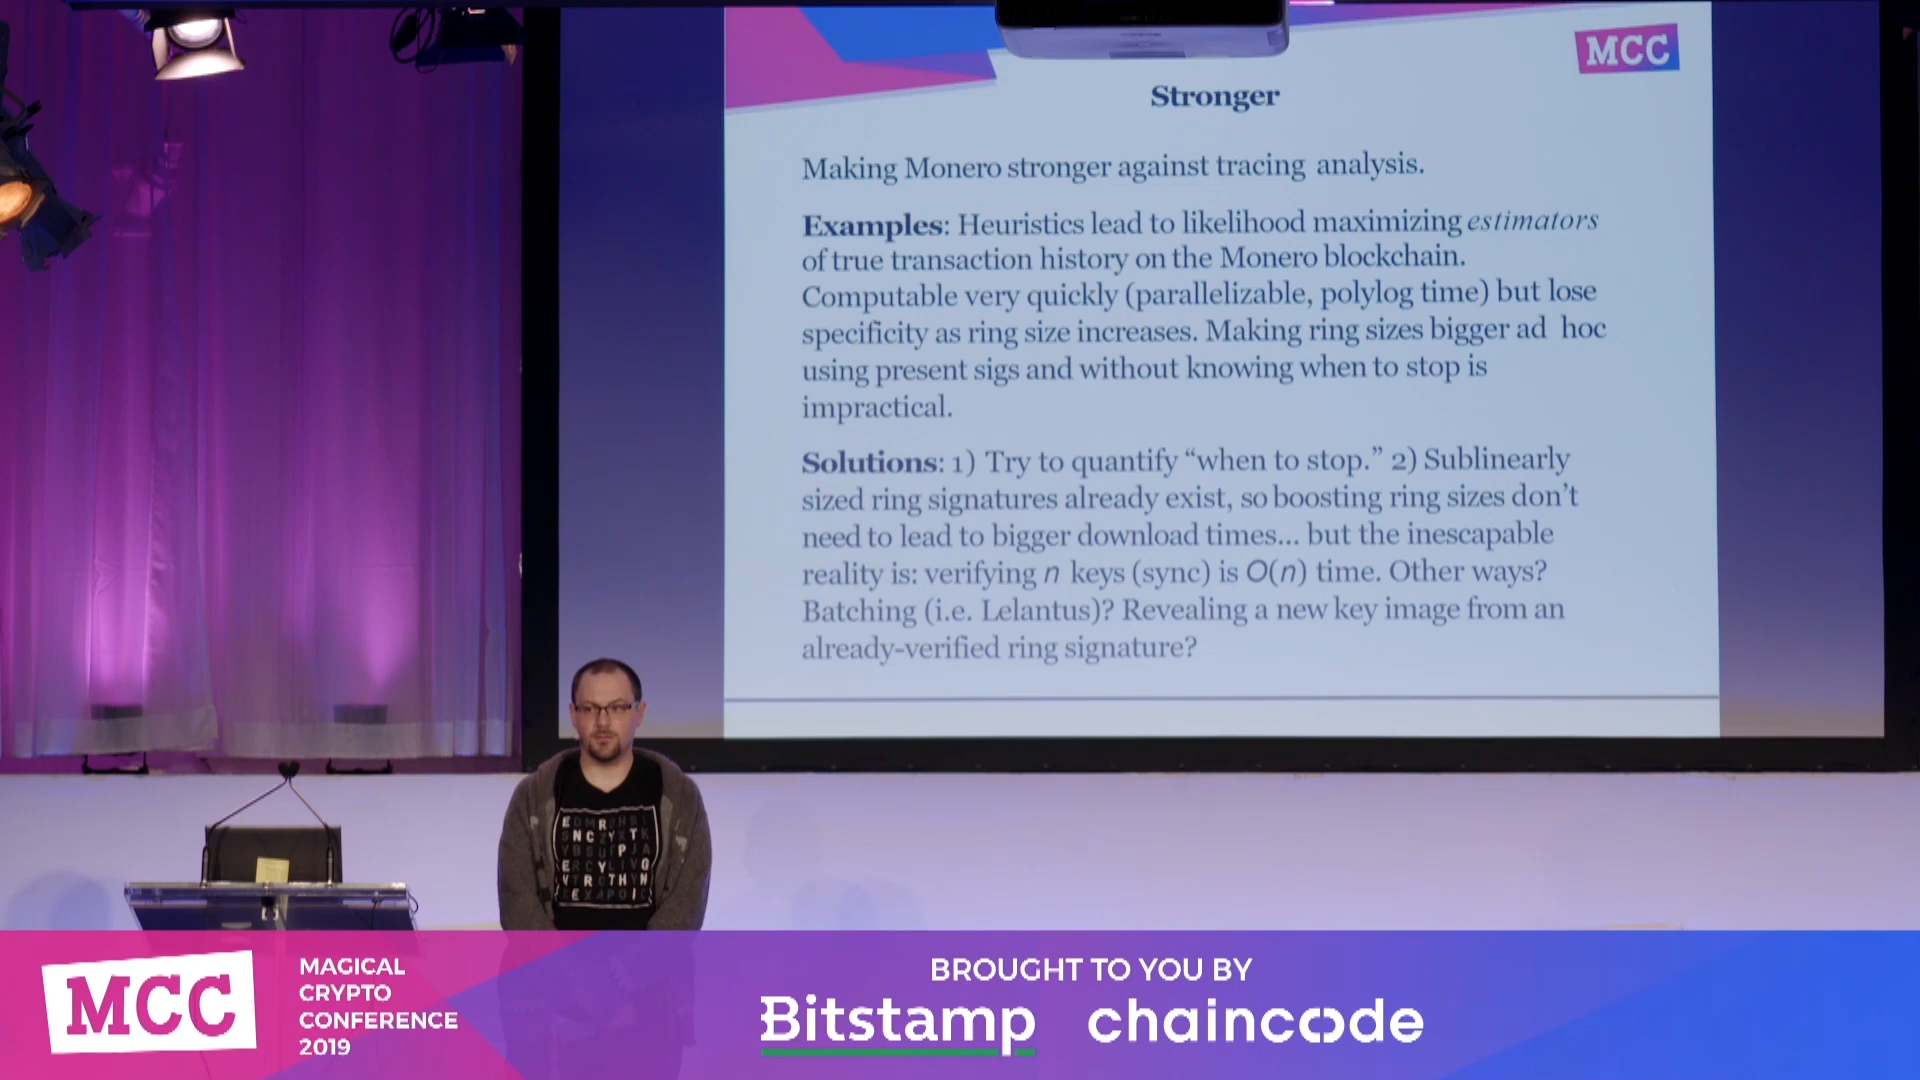 MCC
Stronger
Making Monero stronger against tracing analysis.
Examples: Heuristics lead to likelihood maximizing estimators
of true transaction history on the Monero blockchain.
Computable very quickly (parallelizable, polylog time) but lose
specificity as ring size increases. Making ring sizes bigger ad hoc
using present sigs and without knowing when to stop is
impractical.
Solutions: 1) Try to quantify “when to stop.” 2) Sublinearly
sized ring signatures already exist, so boosting ring sizes don’t
need to lead to bigger download times... but the inescapable
reality is: verifying n keys (sync) is O(n) time. Other ways?
Batching (i.e. Lelantus)? Revealing a new key image from an
already-verified ring signature?
MCC
MAGICAL
CRYPTO
CONFERENCE
2019
BROUGHT TO YOU BY
Bitstamp chaincode